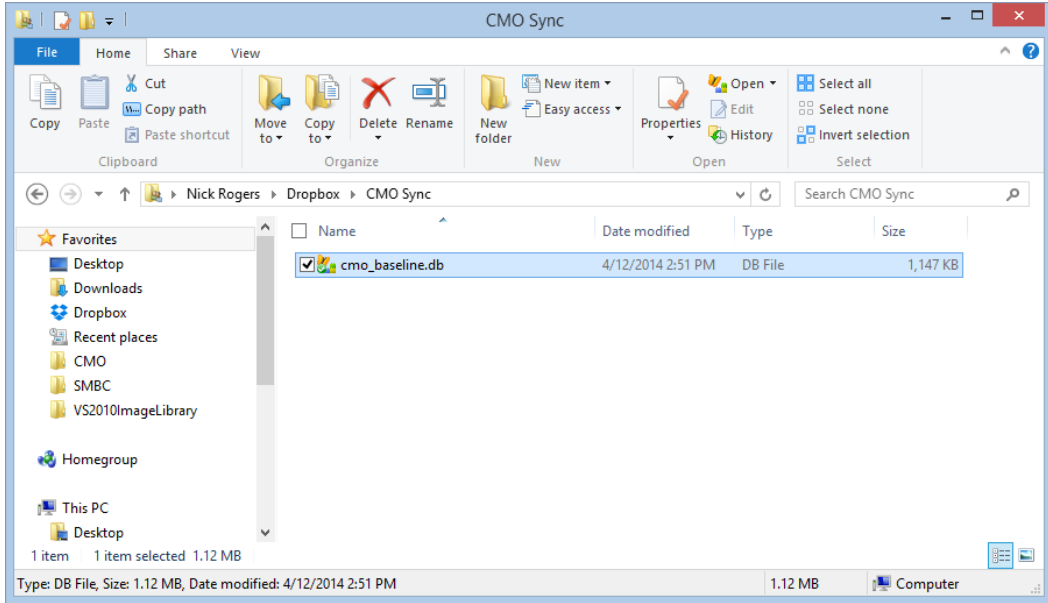 CMO Sync
File Home Share View
Copy Paste Cut Copy path Paste shortcut Clipboard
Move to Copy to Delete Rename Organize
New folder New item Easy access New
Properties Open Edit History Open
Select all Select none Invert selection Select
Nick Rogers Dropbox CMO Sync Search CMO Sync
Favorites
Desktop
Downloads
Dropbox
Recent places
CMO
SMBC
VS2010ImageLibrary
Homegroup
This PC
Desktop
Name Date modified Type Size
cmo_baseline.db 4/12/2014 2:51 PM DB File 1,147 KB
1 item 1 item selected 1.12 MB
Type: DB File, Size: 1.12 MB, Date modified: 4/12/2014 2:51 PM 1.12 MB Computer